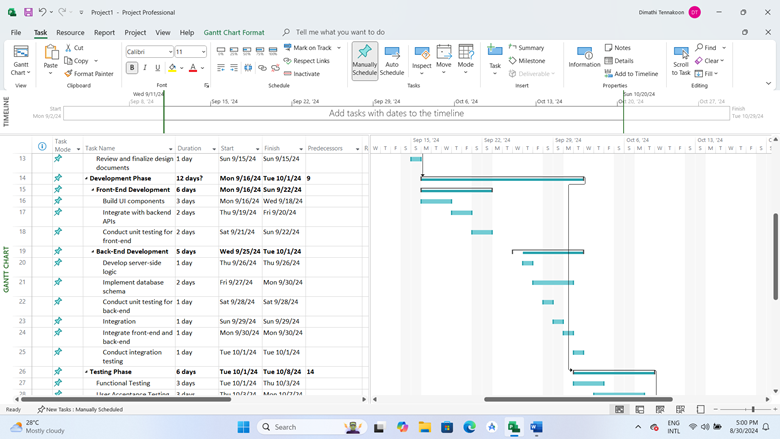 Project1 - Project Professional
Dimathi Tennakoon
DT
File Task Resource Report Project View Help Gantt Chart Format Tell me what you want to do
Gantt Chart
Paste
Cut
Copy
Format Painter
Calibri 11
B I U A
Mark on Track
Respect Links
Inactivate
Manually Schedule
Auto Schedule
Inspect
Move
Mode
Task
Summary
Milestone
Deliverable
Information
Notes
Details
Add to Timeline
Scroll to Task
Find
Clear
Fill
View Clipboard Font Schedule Tasks Insert Properties Editing
TIMELINE
Wed 9/11/24
Sun 10/20/24
Sep 8, '24 Sep 15, '24 Sep 22, '24 Sep 29, '24 Oct 6, '24 Oct 13, '24 Oct 20, '24 Oct 27, '24
Start
Mon 9/2/24
Add tasks with dates to the timeline
Finish
Tue 10/29/24
Task Mode Task Name Duration Start Finish Predecessors R
Sep 15, '24 Sep 22, '24 Sep 29, '24 Oct 6, '24 Oct 13, '24
W T F S S M T W T F S S M T W T F S S M T W T F S S M T W T F S S M T W T F S
GANTT CHART
13 Review and finalize design documents 1 day Sun 9/15/24 Sun 9/15/24
14 Development Phase 12 days? Mon 9/16/24 Tue 10/1/24 9
15 Front-End Development 6 days Mon 9/16/24 Sun 9/22/24
16 Build UI components 3 days Mon 9/16/24 Wed 9/18/24
17 Integrate with backend APIs 2 days Thu 9/19/24 Fri 9/20/24
18 Conduct unit testing for front-end 2 days Sat 9/21/24 Sun 9/22/24
19 Back-End Development 5 days Wed 9/25/24 Tue 10/1/24
20 Develop server-side logic 1 day Thu 9/26/24 Thu 9/26/24
21 Implement database schema 2 days Fri 9/27/24 Mon 9/30/24
22 Conduct unit testing for back-end 1 day Sat 9/28/24 Sat 9/28/24
23 Integration 1 day Sun 9/29/24 Sun 9/29/24
24 Integrate front-end and back-end 1 day Mon 9/30/24 Mon 9/30/24
25 Conduct integration testing 1 day Tue 10/1/24 Tue 10/1/24
26 Testing Phase 6 days Tue 10/1/24 Tue 10/8/24 14
27 Functional Testing 3 days Tue 10/1/24 Thu 10/3/24
28 User Acceptance Testing 3 days Thu 10/3/24 Mon 10/7/24
Ready New Tasks : Manually Scheduled
28°C
Mostly cloudy
Search
ENG
INTL
5:00 PM
8/30/2024